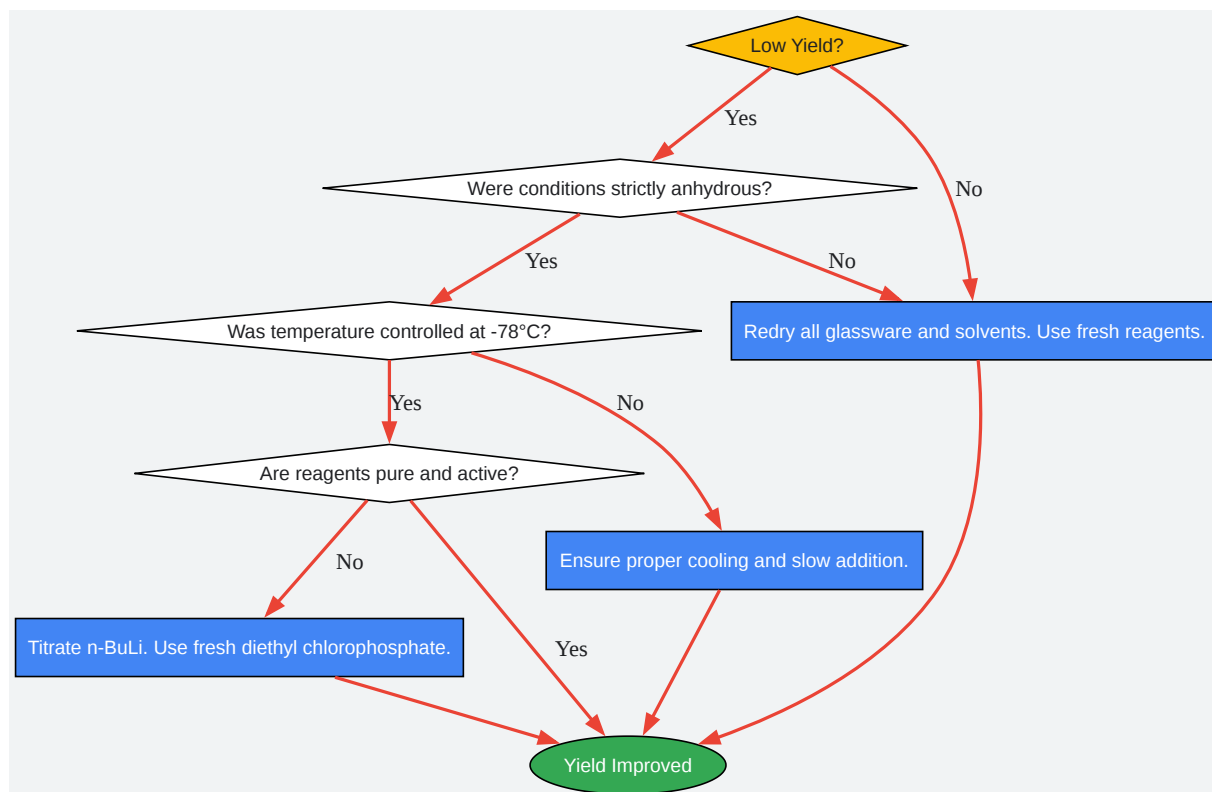 Low Yield?
Yes
No
Were conditions strictly anhydrous?
Yes
No
Was temperature controlled at -78°C?
Redry all glassware and solvents. Use fresh reagents.
Yes
No
Are reagents pure and active?
No
Ensure proper cooling and slow addition.
Titrate n-BuLi. Use fresh diethyl chlorophosphate.
Yes
Yield Improved